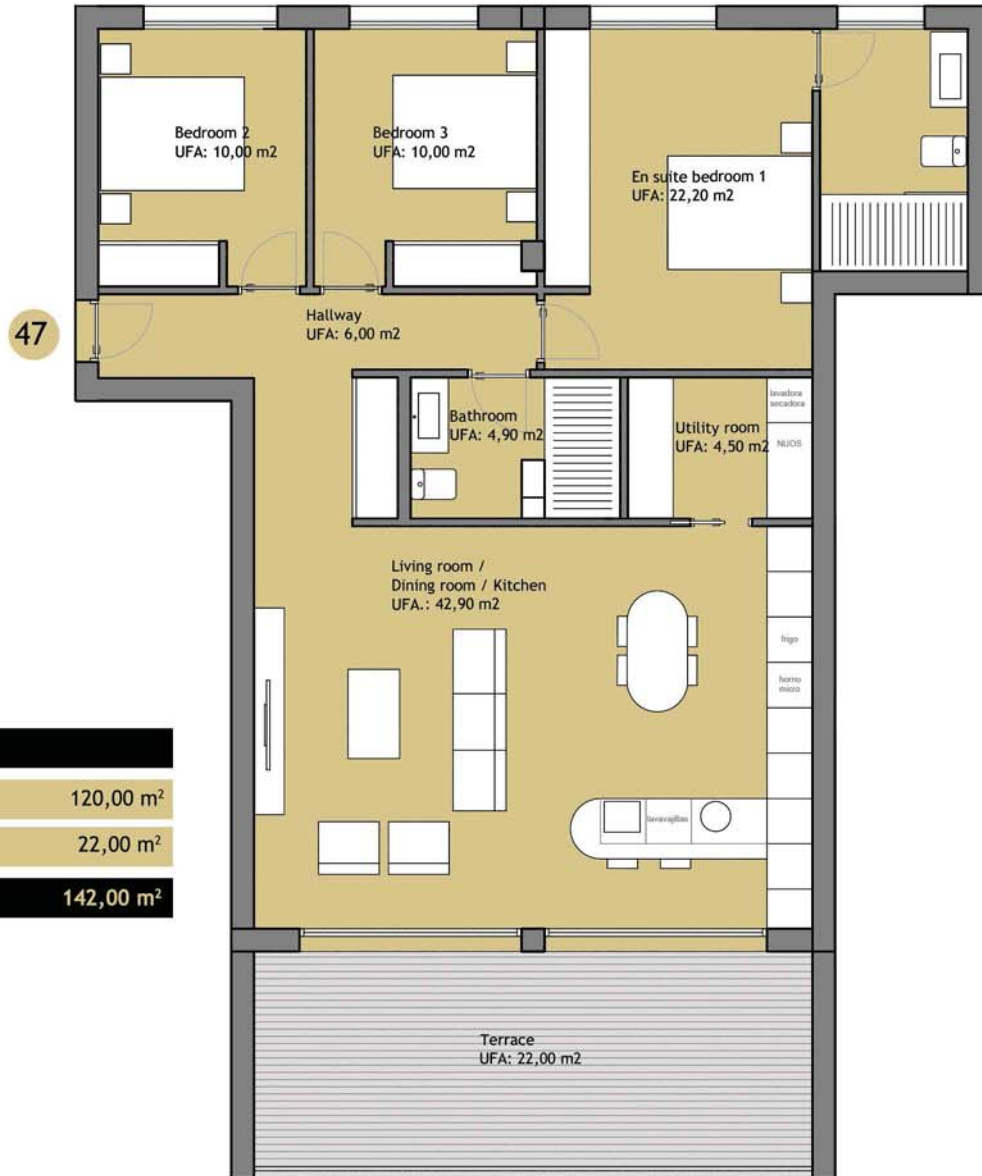 Bedroom 2
UFA: 10,00 m2
Bedroom 3
UFA: 10,00 m2
En suite bedroom 1
UFA: 22,20 m2
47
Hallway
UFA: 6,00 m2
Bathroom
UFA: 4,90 m2
Utility room
UFA: 4,50 m2
lavadora
secadora
NUOS
Living room /
Dining room / Kitchen
UFA.: 42,90 m2
frigo
horno
micro
lavavajillas
120,00 m²
22,00 m²
142,00 m²
Terrace
UFA: 22,00 m2